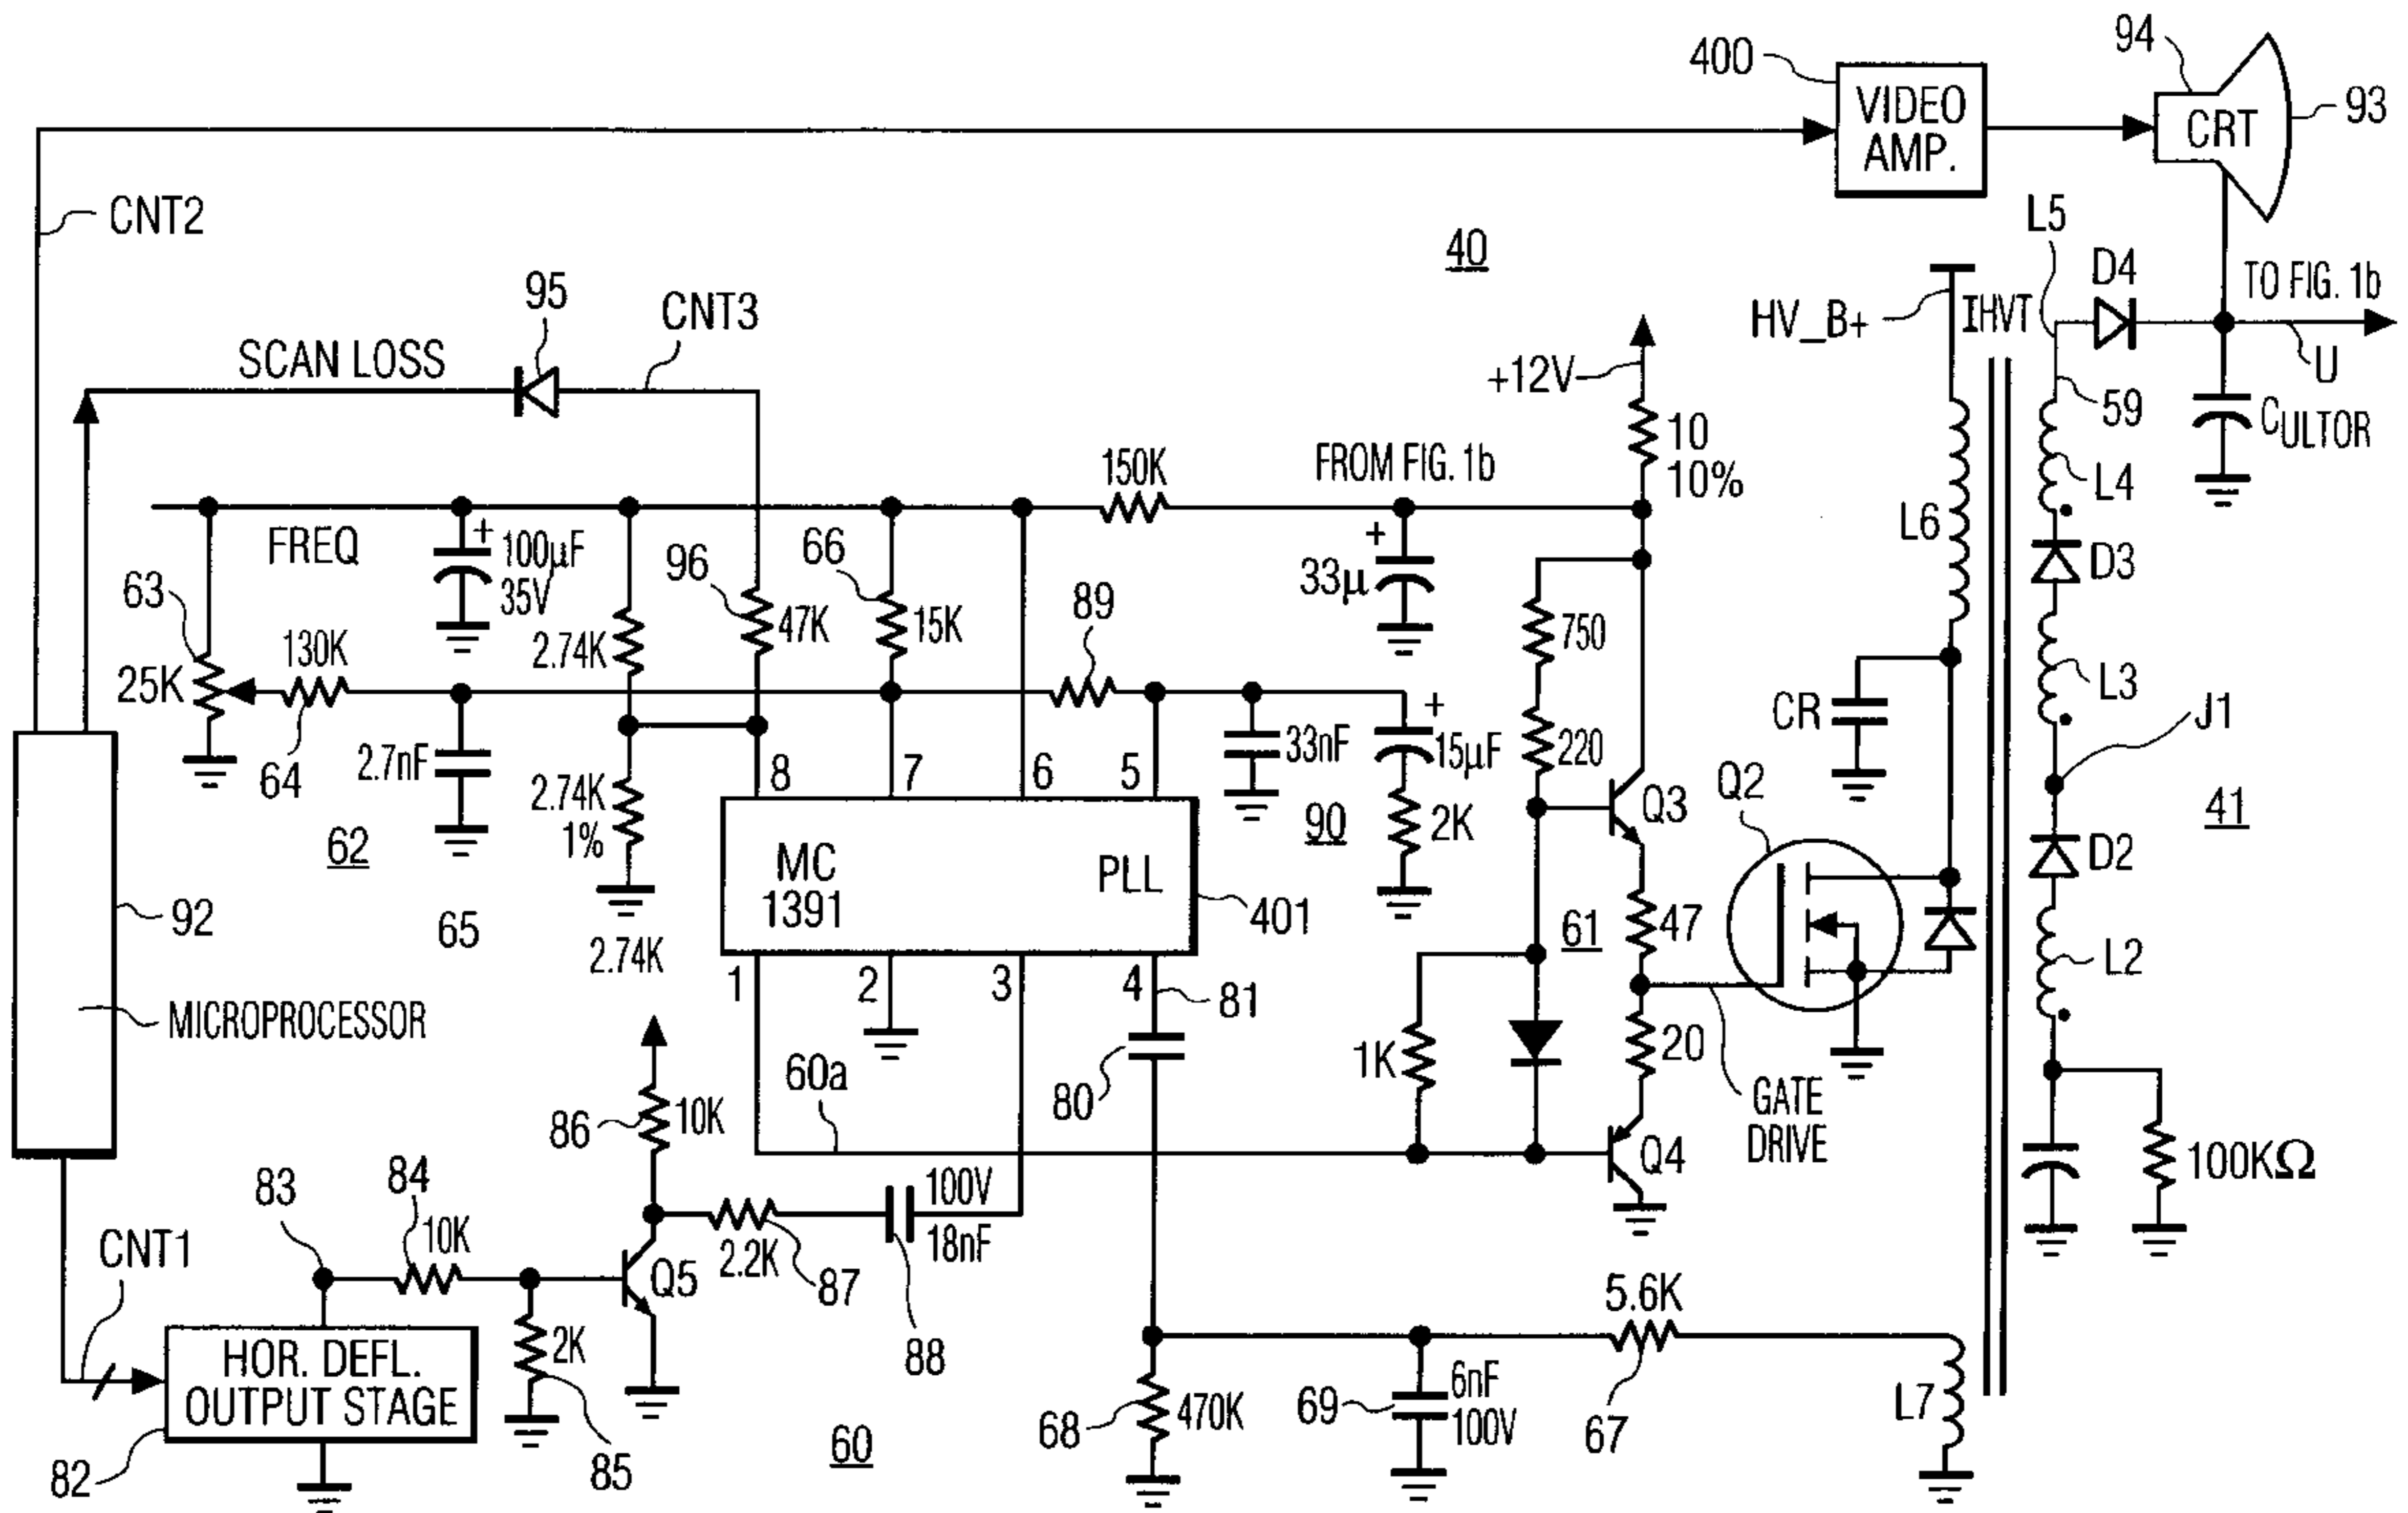 400
VIDEO
AMP.
94
CRT
93
CNT2
40
L5
D4
TO FIG. 1b
HV_B+
IHVT
U
95
CNT3
SCAN LOSS
+12V
59
C_ULTOR
10
10%
150K
FROM FIG. 1b
L4
L6
FREQ
+
100µF
35V
96
66
+
33µ
D3
63
25K
130K
64
2.74K
47K
15K
89
750
L3
CR
J1
2.7nF
2.74K
1%
8
7
6
5
33nF
+
15µF
220
Q3
Q2
41
62
90
2K
D2
92
65
2.74K
MC
1391
PLL
401
61
47
L2
MICROPROCESSOR
1
2
3
4
81
86
10K
60a
80
1K
20
GATE
DRIVE
Q4
100KΩ
83
84
10K
CNT1
100V
18nF
2.2K
87
Q5
88
5.6K
HOR. DEFL.
OUTPUT STAGE
2K
82
85
60
68
470K
69
6nF
100V
67
L7